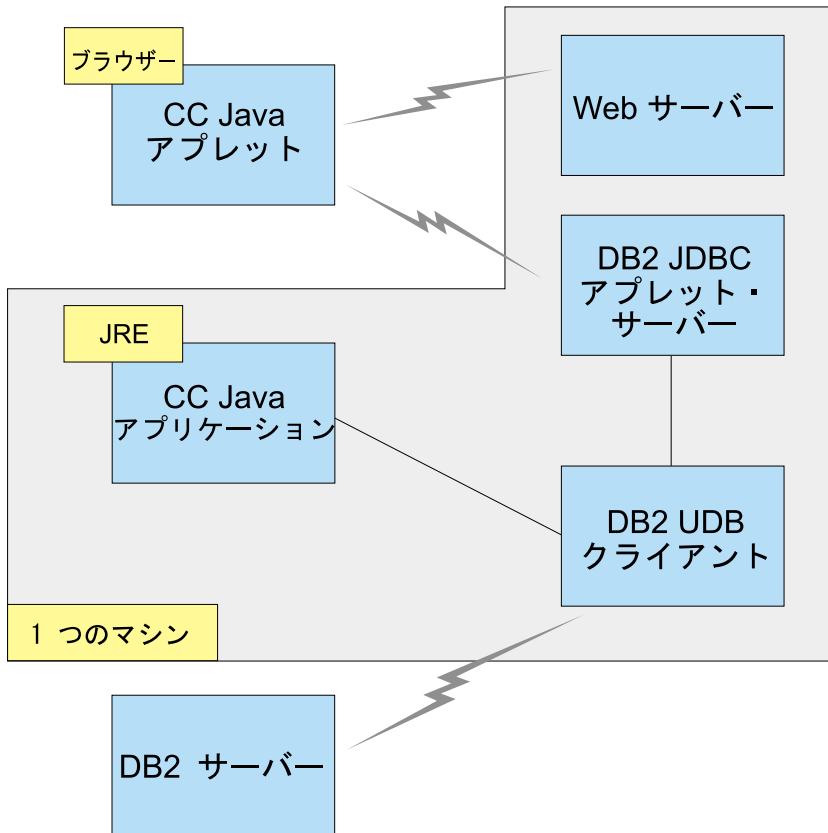 ブラウザー
CC Java
アプレット
Web サーバー
DB2 JDBC
アプレット・
サーバー
JRE
CC Java
アプリケーション
DB2 UDB
クライアント
1 つのマシン
DB2 サーバー